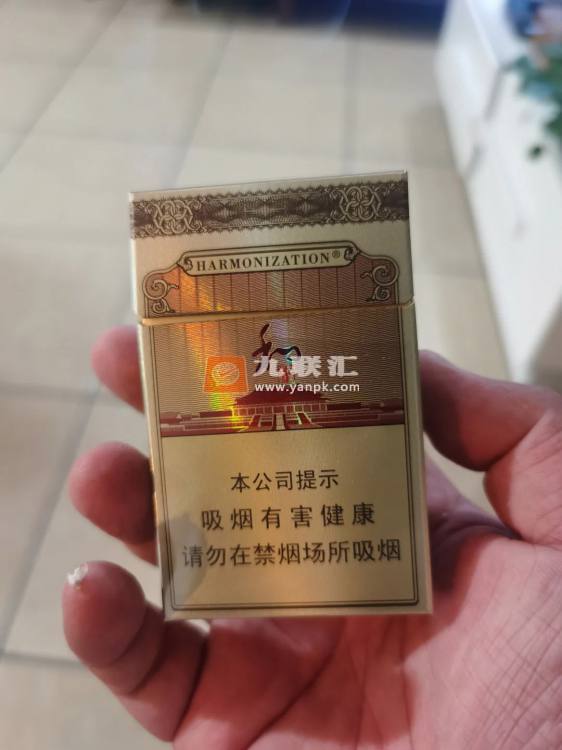 HARMONIZATION®
和
九联汇
www.yanpk.com
本公司提示
吸烟有害健康
请勿在禁烟场所吸烟